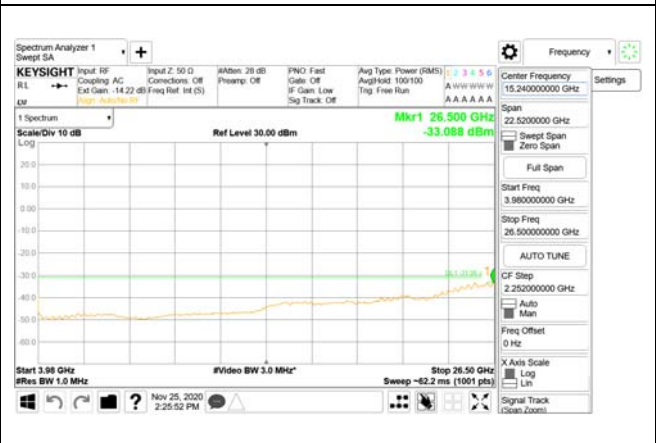 Spectrum Analyzer 1
Swept SA
+
Frequency
KEYSIGHT
RL
Input: RF
Coupling: AC
Ext Gain: -14.22 dB
Align: Auto/No RF
Input Z: 50 Ω
Corrections: Off
Freq Ref: Int (S)
#Atten: 28 dB
Preamp: Off
PNO: Fast
Gate: Off
IF Gain: Low
Sig Track: Off
Avg Type: Power (RMS)
Avg|Hold: 100/100
Trig: Free Run
1 2 3 4 5 6
A W W W W W
A A A A A A
1 Spectrum
Scale/Div 10 dB
Log
Ref Level 30.00 dBm
Mkr1 26.500 GHz
-33.088 dBm
20.0
10.0
0.00
-10.0
-20.0
-30.0
-40.0
-50.0
-60.0
1
Start 3.98 GHz
#Res BW 1.0 MHz
#Video BW 3.0 MHz*
Stop 26.50 GHz
Sweep ~62.2 ms (1001 pts)
Nov 25, 2020
2:25:52 PM
?
Center Frequency
15.240000000 GHz
Settings
Span
22.5200000 GHz
Swept Span
Zero Span
Full Span
Start Freq
3.980000000 GHz
Stop Freq
26.500000000 GHz
AUTO TUNE
CF Step
2.252000000 GHz
Auto
Man
Freq Offset
0 Hz
X Axis Scale
Log
Lin
Signal Track
(Span Zoom)